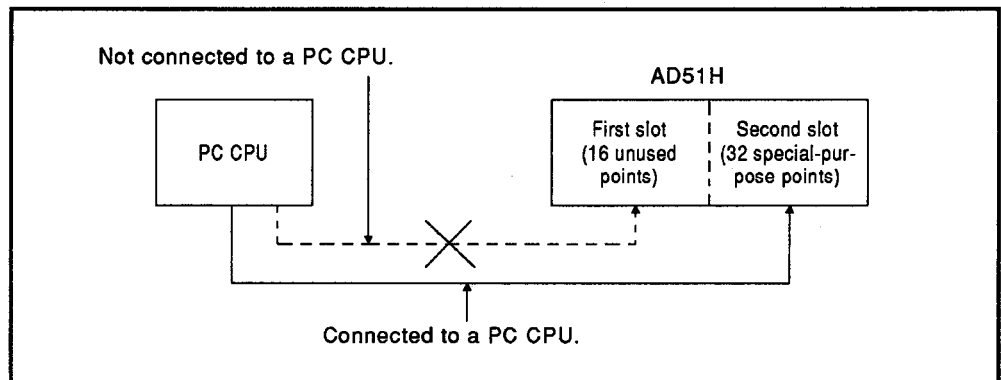 Not connected to a PC CPU.
AD51H
PC CPU
First slot
(16 unused
points)
Second slot
(32 special-pur-
pose points)
Connected to a PC CPU.